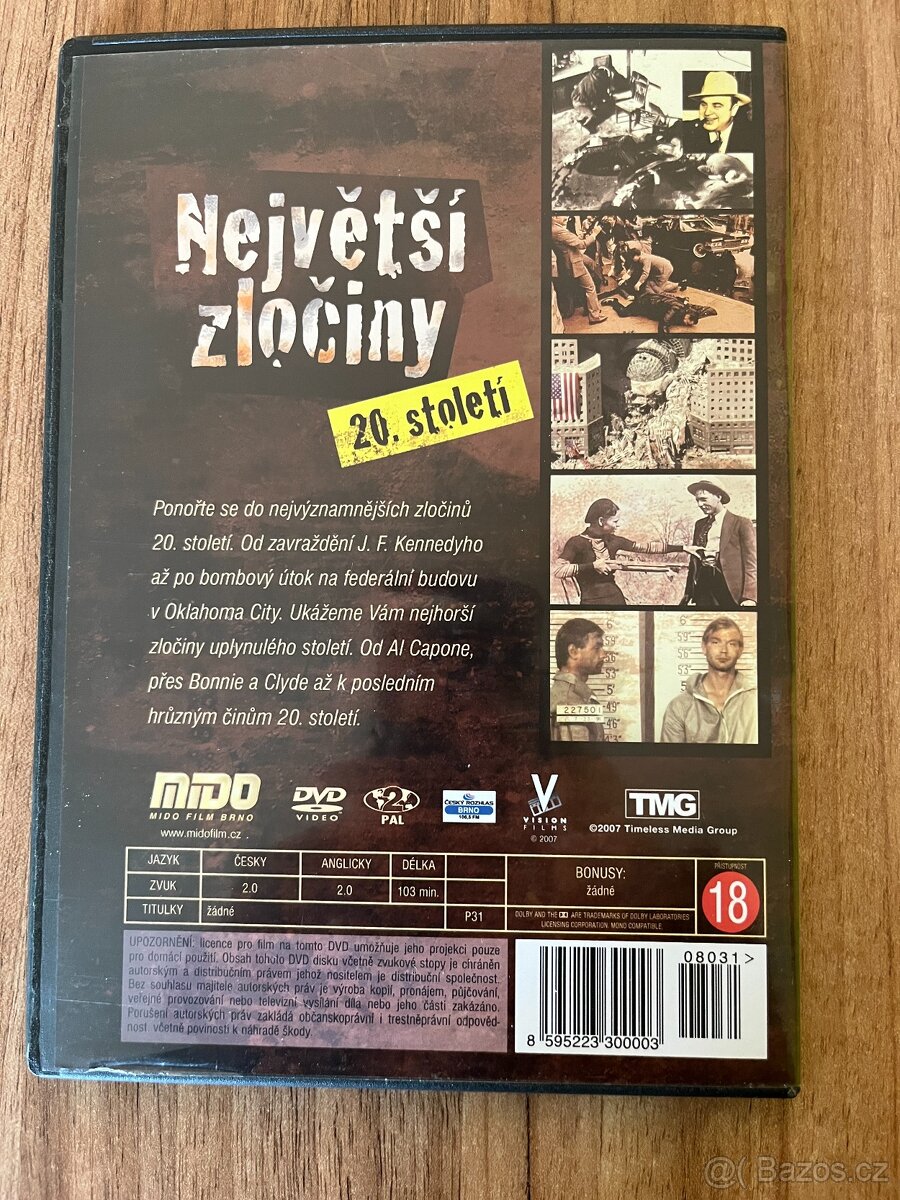 Největší
zločiny
20. století
Ponořte se do nejvýznamnějších zločinů
20. století. Od zavraždění J. F. Kennedyho
až po bombový útok na federální budovu
v Oklahoma City. Ukážeme Vám nejhorší
zločiny uplynulého století. Od Al Capone,
přes Bonnie a Clyde až k posledním
hrůzným činům 20. století.
227501
MiDO
MIDO FILM BRNO
www.midofilm.cz
DVD
VIDEO
2
PAL
ČESKÝ ROZHLAS
BRNO
106,5 FM
V
VISION
FILMS
© 2007
TMG
©2007 Timeless Media Group
JAZYK ČESKY ANGLICKY DÉLKA
ZVUK 2.0 2.0 103 min.
TITULKY žádné P31
BONUSY:
žádné
DOLBY AND THE ARE TRADEMARKS OF DOLBY LABORATORIES
LICENSING CORPORATION. MONO COMPATIBLE.
PŘÍSTUPNOST
18
UPOZORNĚNÍ: licence pro film na tomto DVD umožňuje jeho projekci pouze
pro domácí použití. Obsah tohoto DVD disku včetně zvukové stopy je chráněn
autorským a distribučním právem jehož nositelem je distribuční společnost.
Bez souhlasu majitele autorských práv je výroba kopií, pronájem, půjčování,
veřejné provozování nebo televizní vysílání díla nebo jeho části zakázáno.
Porušení autorských práv zakládá občanskoprávní i trestněprávní odpověd-
nost. včetně povinosti k náhradě škody.
08031>
8 595223 300003
Bazos.cz